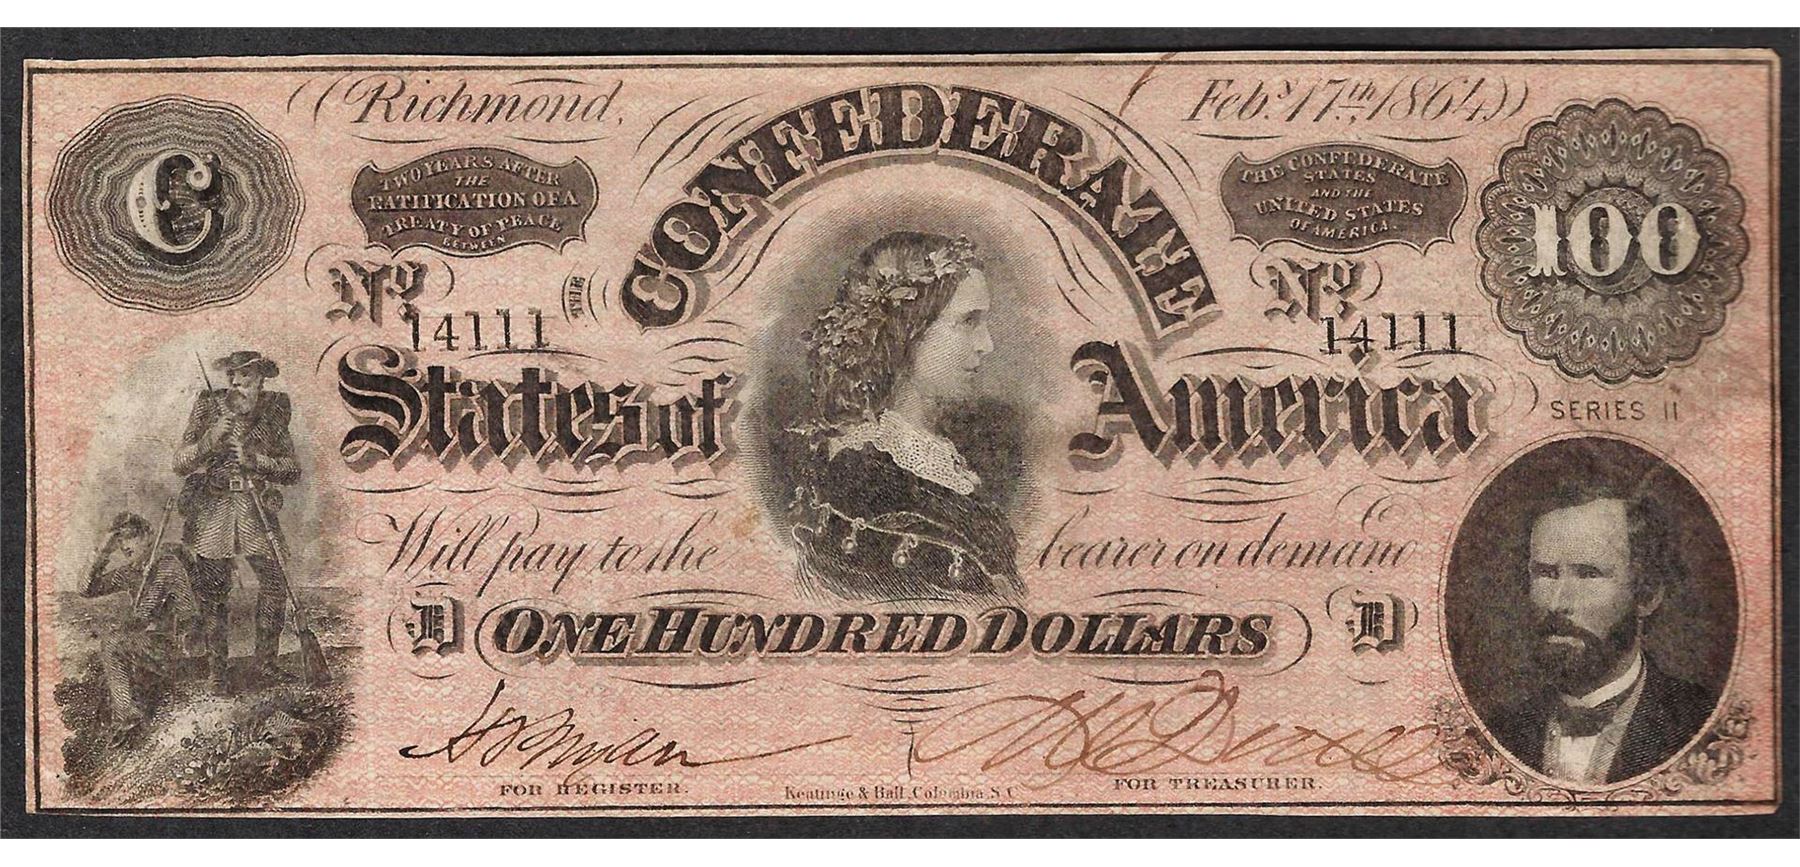 Richmond,
Feby. 17th, 1864
C
TWO YEARS AFTER
THE
RATIFICATION OF A
TREATY OF PEACE
BETWEEN
THE CONFEDERATE
STATES
AND THE
UNITED STATES
OF AMERICA.
100
No 14111
THE
CONFEDERATE
No 14111
States of America
SERIES II
Will pay to the bearer on demand
D ONE HUNDRED DOLLARS D
FOR REGISTER.
Keatinge & Ball, Columbia, S.C.
FOR TREASURER.